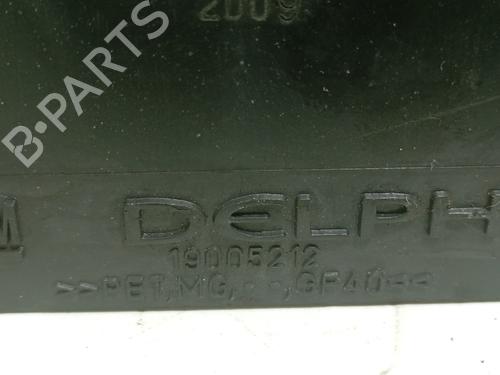 2009
B-PARTS
M DELPH
19005212
>>PET,MG,- -,GF40<<